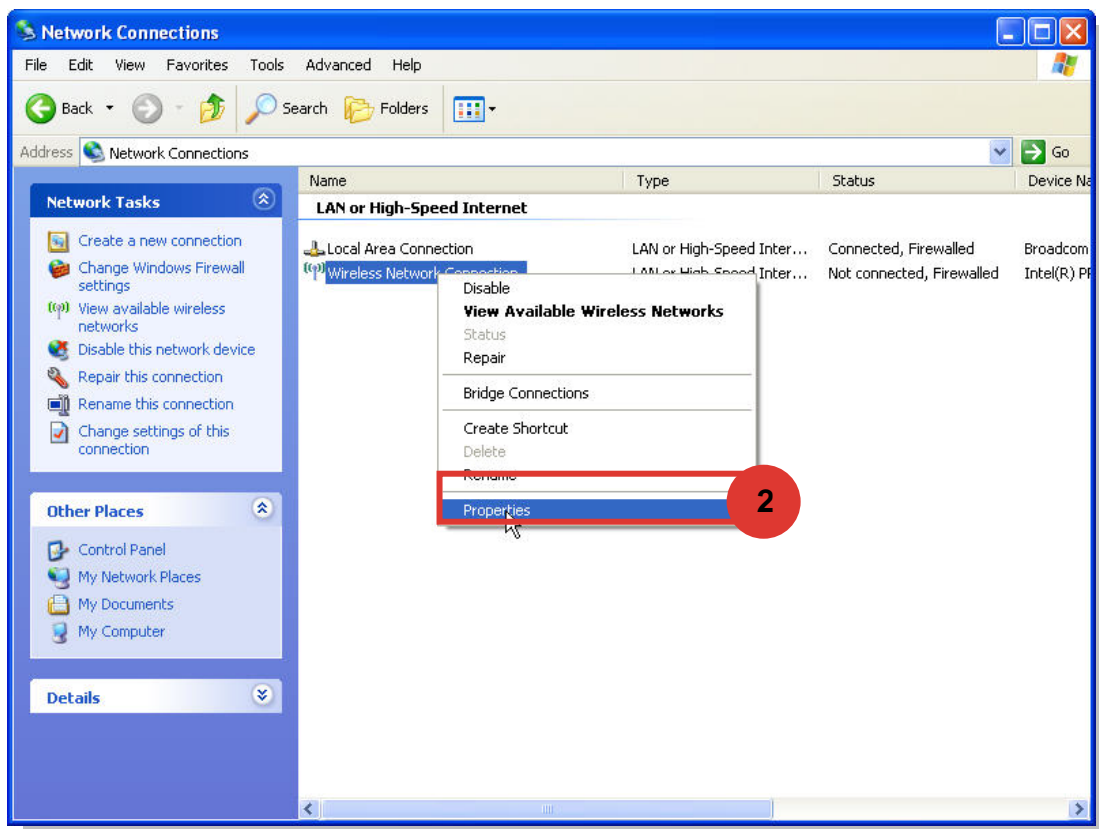 Network Connections
File Edit View Favorites Tools Advanced Help
Back Search Folders
Address Network Connections Go
Name Type Status Device Na
LAN or High-Speed Internet
Local Area Connection LAN or High-Speed Inter... Connected, Firewalled Broadcom
Wireless Network Connection LAN or High-Speed Inter... Not connected, Firewalled Intel(R) PR
Network Tasks
Create a new connection
Change Windows Firewall
settings
View available wireless
networks
Disable this network device
Repair this connection
Rename this connection
Change settings of this
connection
Other Places
Control Panel
My Network Places
My Documents
My Computer
Details
Disable
View Available Wireless Networks
Status
Repair
Bridge Connections
Create Shortcut
Delete
Rename
Properties
2